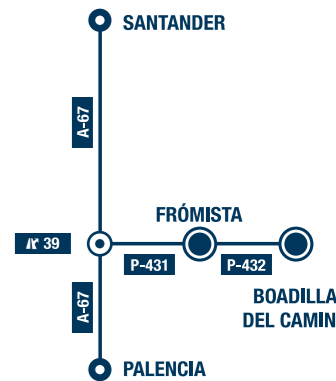 SANTANDER
A-67
39
FRÓMISTA
P-431
P-432
A-67
BOADILLA
DEL CAMIN
PALENCIA